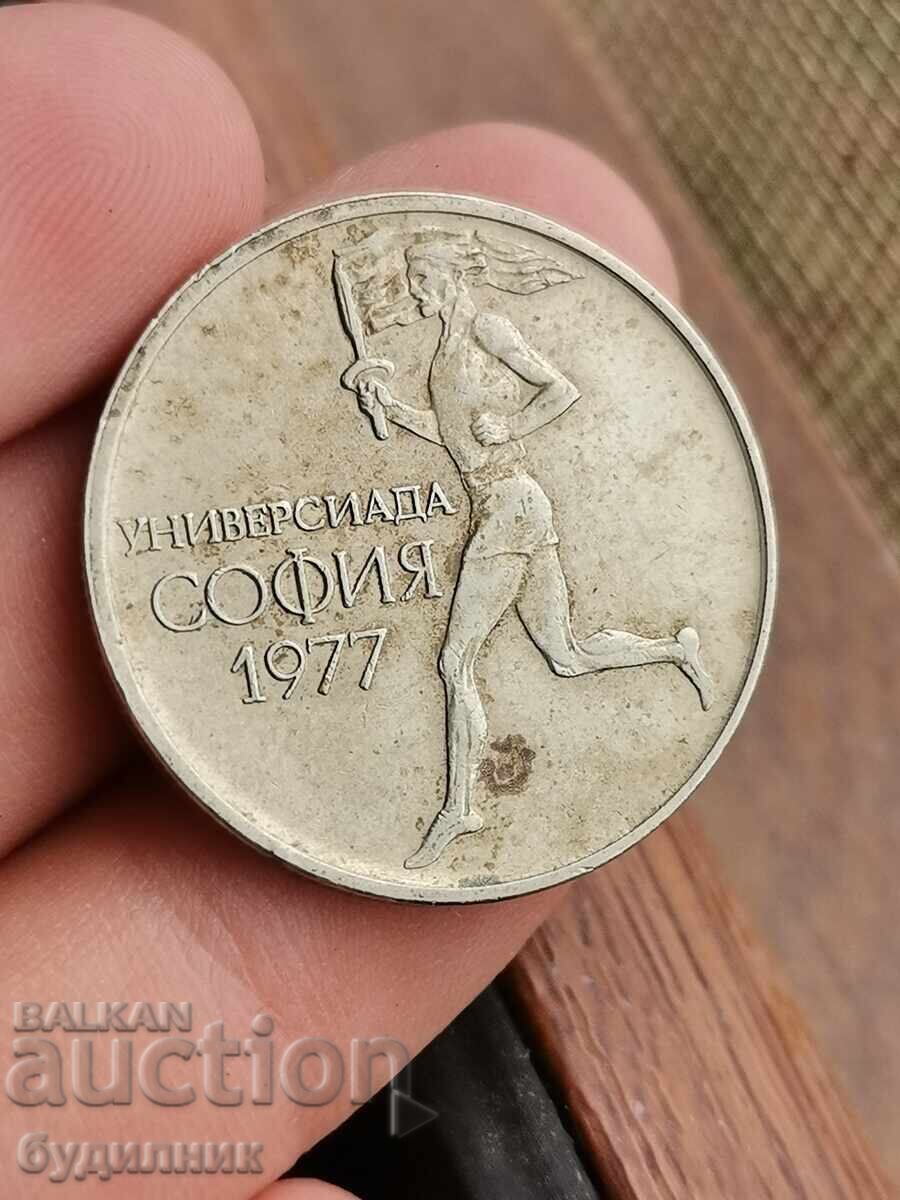 УНИВЕРСИАДА
СОФИЯ
1977
BALKAN
auction
будилник